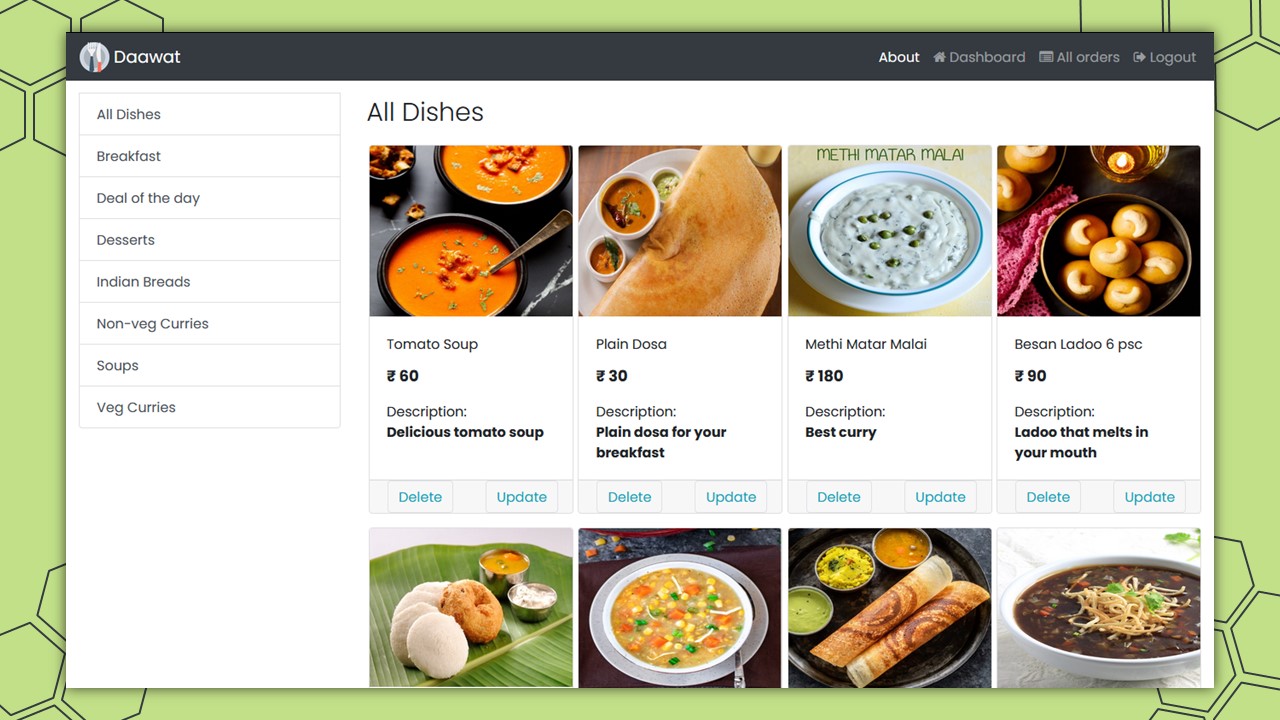 Daawat
About Dashboard All orders Logout
All Dishes
Breakfast
Deal of the day
Desserts
Indian Breads
Non-veg Curries
Soups
Veg Curries
All Dishes
METHI MATAR MALAI
Tomato Soup
₹ 60
Description:
Delicious tomato soup
Delete Update
Plain Dosa
₹ 30
Description:
Plain dosa for your
breakfast
Delete Update
Methi Matar Malai
₹ 180
Description:
Best curry
Delete Update
Besan Ladoo 6 psc
₹ 90
Description:
Ladoo that melts in
your mouth
Delete Update